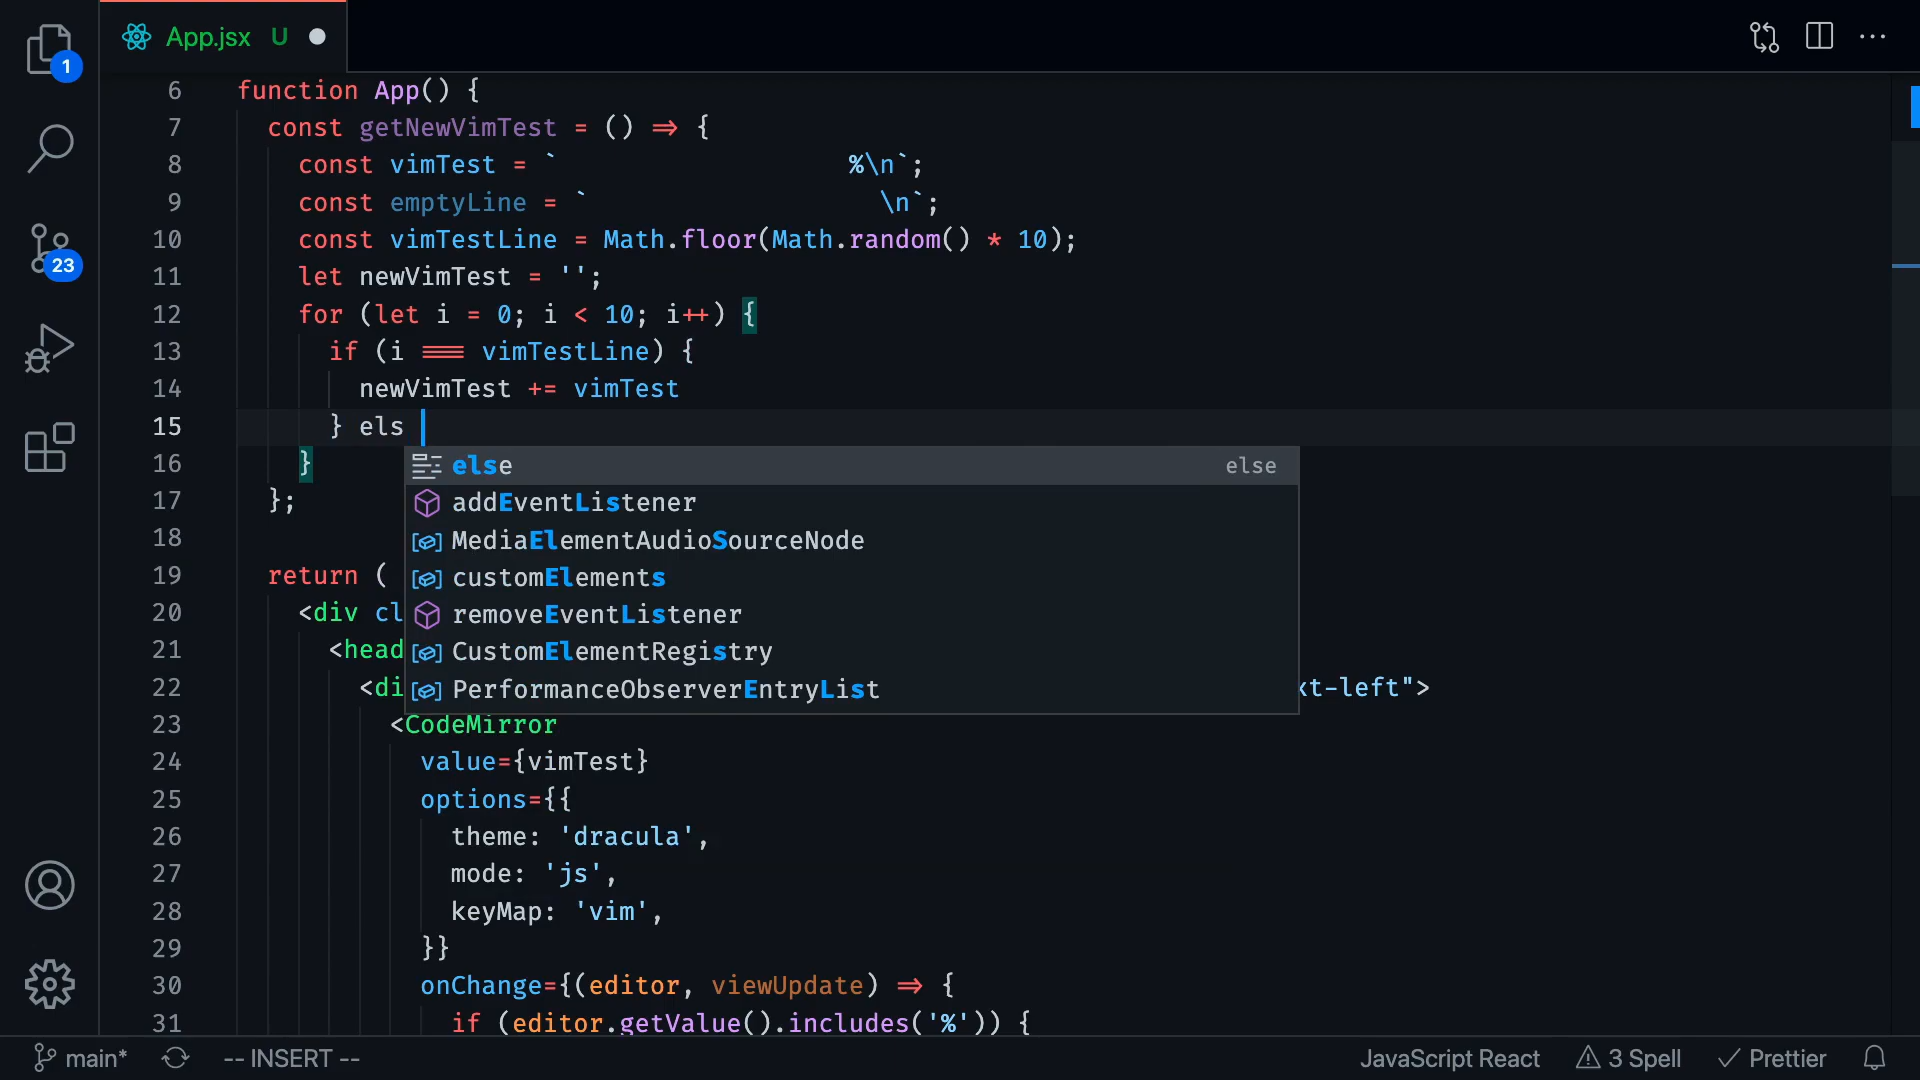 1
App.jsx U
6 function App() {
7 const getNewVimTest = () => {
8 const vimTest = `                   %\n`;
9 const emptyLine = `                   \n`;
10 const vimTestLine = Math.floor(Math.random() * 10);
11 let newVimTest = '';
12 for (let i = 0; i < 10; i++) {
13 if (i === vimTestLine) {
14 newVimTest += vimTest
15 } els
16 }
17 };
18
19 return (
20 <div cl
21 <head
22 <di xt-left">
23 <CodeMirror
24 value={vimTest}
25 options={{
26 theme: 'dracula',
27 mode: 'js',
28 keyMap: 'vim',
29 }}
30 onChange={(editor, viewUpdate) => {
31 if (editor.getValue().includes('%')) {
else else
addEventListener
MediaElementAudioSourceNode
customElements
removeEventListener
CustomElementRegistry
PerformanceObserverEntryList
23
main* -- INSERT -- JavaScript React 3 Spell Prettier